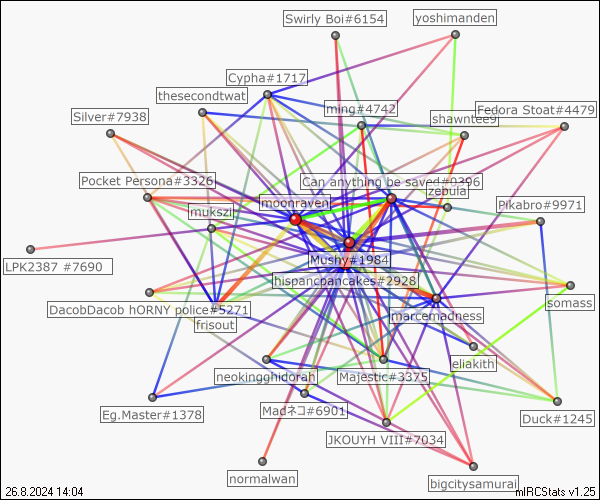 Swirly Boi#6154
yoshimanden
Cypha#1717
thesecondtwat
ming#4742
Fedora Stoat#4479
Silver#7938
shawntee9
Pocket Persona#3326
Can anything be saved#0396
zebula
moonraven
Pikabro#9971
mukszi
LPK2387 #7690
Mushy#1984
hispancpancakes#2928
DacobDacob hORNY police#5271
somass
marcemadness
frisout
eliakith
neokingghidorah
Majestic#3375
Eg.Master#1378
Madネコ#6901
Duck#1245
JKOUYH VIII#7034
normalwan
bigcitysamurai
26.8.2024 14:04
mIRCStats v1.25